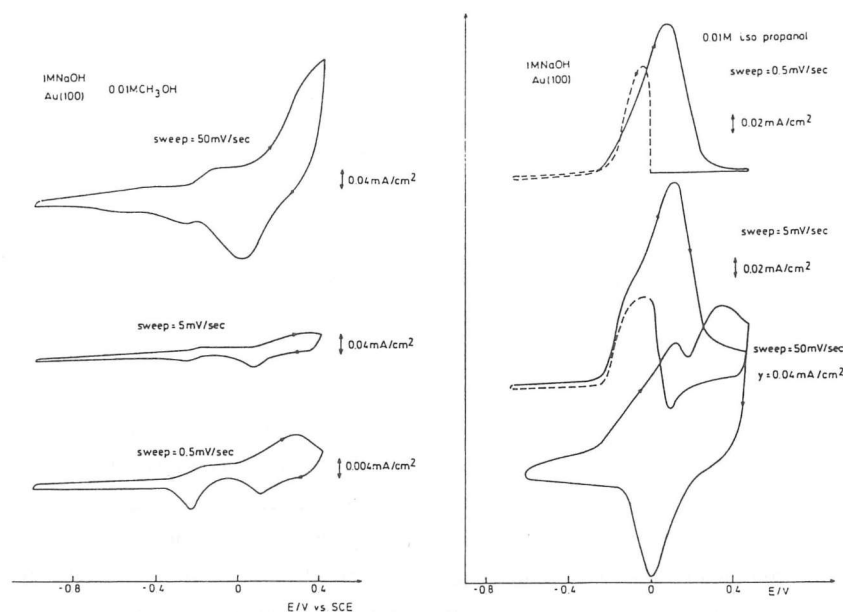 1MNaOH
Au(100) 0.01MCH3OH
sweep=50mV/sec
0.04mA/cm2
sweep=5mV/sec
0.04mA/cm2
sweep=0.5mV/sec
0.004mA/cm2
-0.8 -0.4 0 0.4
E/V vs SCE
0.01M iso propanol
1MNaOH
Au(100)
sweep=0.5mV/sec
0.02mA/cm2
sweep=5mV/sec
0.02mA/cm2
sweep=50mV/sec
y=0.04mA/cm2
-0.8 -0.4 0 0.4
E/V